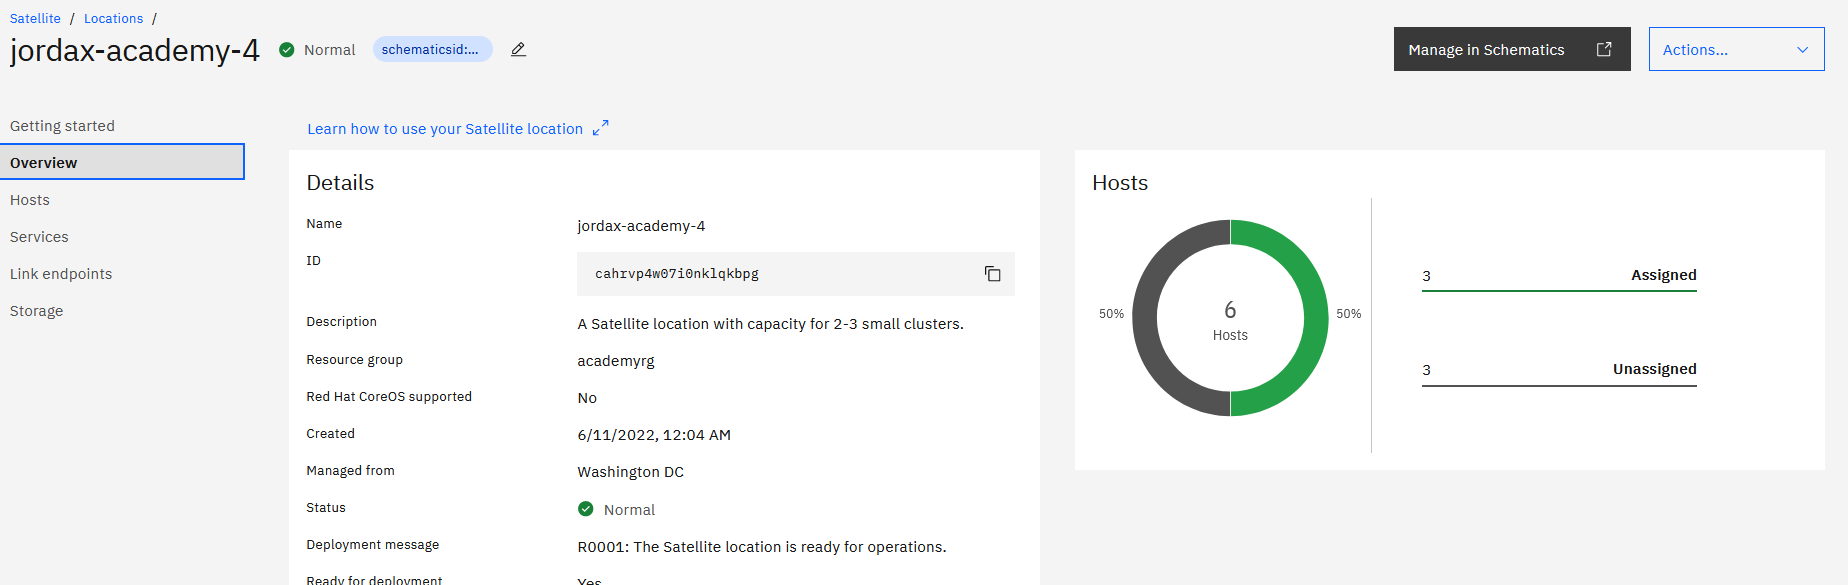 Satellite / Locations /
jordax-academy-4 Normal schematicsid:... Manage in Schematics Actions...
Getting started
Overview
Hosts
Services
Link endpoints
Storage
Learn how to use your Satellite location
Details
Name jordax-academy-4
ID cahrvp4w07i0nklqkbpg
Description A Satellite location with capacity for 2-3 small clusters.
Resource group academyrg
Red Hat CoreOS supported No
Created 6/11/2022, 12:04 AM
Managed from Washington DC
Status Normal
Deployment message R0001: The Satellite location is ready for operations.
Ready for deployment Yes
Hosts
50% 6 50%
Hosts
3 Assigned
3 Unassigned